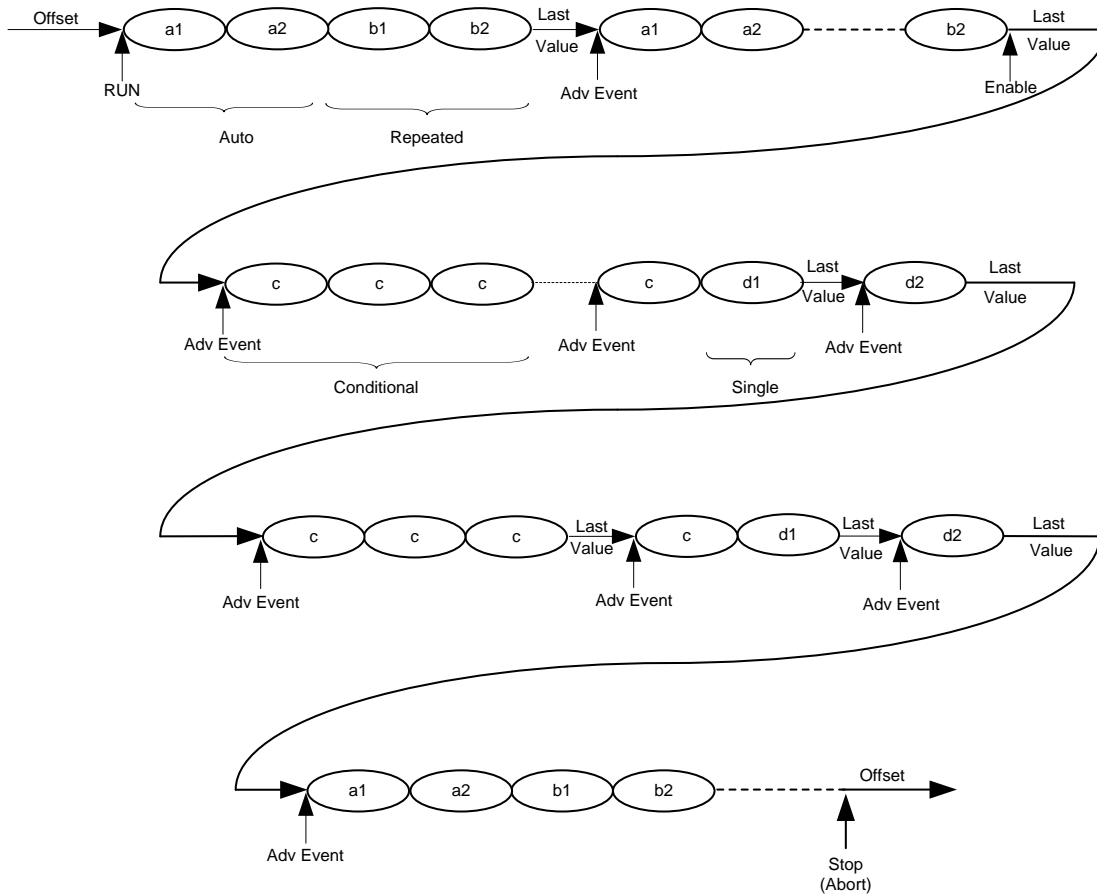 Offset
a1 a2 b1 b2 Last Value a1 a2 b2 Last Value
RUN Adv Event Enable
Auto Repeated
c c c c d1 Last Value d2 Last Value
Adv Event Adv Event Adv Event
Conditional Single
c c c Last Value c d1 Last Value d2 Last Value
Adv Event Adv Event Adv Event
a1 a2 b1 b2 Offset
Adv Event
Stop
(Abort)